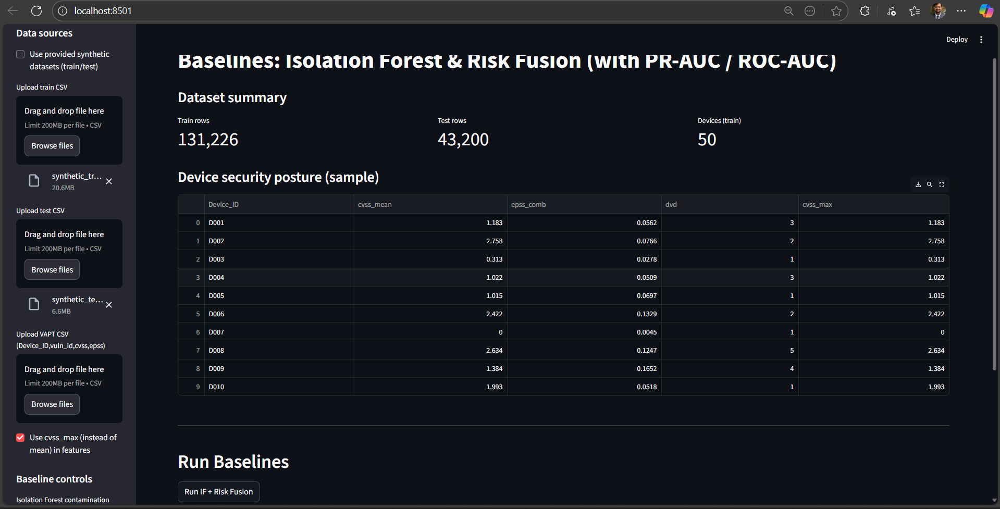 localhost:8501
Data sources
Use provided synthetic
datasets (train/test)
Upload train CSV
Drag and drop file here
Limit 200MB per file • CSV
Browse files
synthetic_tr...
20.6MB
Upload test CSV
Drag and drop file here
Limit 200MB per file • CSV
Browse files
synthetic_te...
6.6MB
Upload VAPT CSV
(Device_ID,vuln_id,cvss,epss)
Drag and drop file here
Limit 200MB per file • CSV
Browse files
Use cvss_max (instead of
mean) in features
Baseline controls
Isolation Forest contamination
Deploy
Baselines: Isolation Forest & Risk Fusion (with PR-AUC / ROC-AUC)
Dataset summary
Train rows Test rows Devices (train)
131,226 43,200 50
Device security posture (sample)
Device_ID cvss_mean epss_comb dvd cvss_max
0 D001 1.183 0.0562 3 1.183
1 D002 2.758 0.0766 2 2.758
2 D003 0.313 0.0278 1 0.313
3 D004 1.022 0.0509 3 1.022
4 D005 1.015 0.0697 1 1.015
5 D006 2.422 0.1329 2 2.422
6 D007 0 0.0045 1 0
7 D008 2.634 0.1247 5 2.634
8 D009 1.384 0.1652 4 1.384
9 D010 1.993 0.0518 1 1.993
Run Baselines
Run IF + Risk Fusion